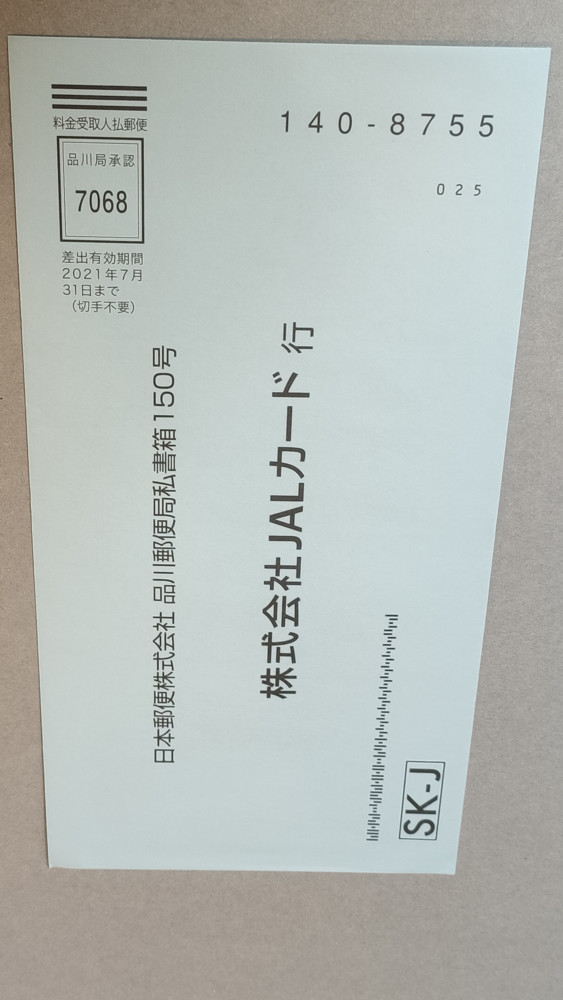 料金受取人払郵便
品川局承認
7068
差出有効期間
2021年7月
31日まで
（切手不要）
140-8755
025
日本郵便株式会社 品川郵便局私書箱150号
株式会社JALカード 行
SK-J